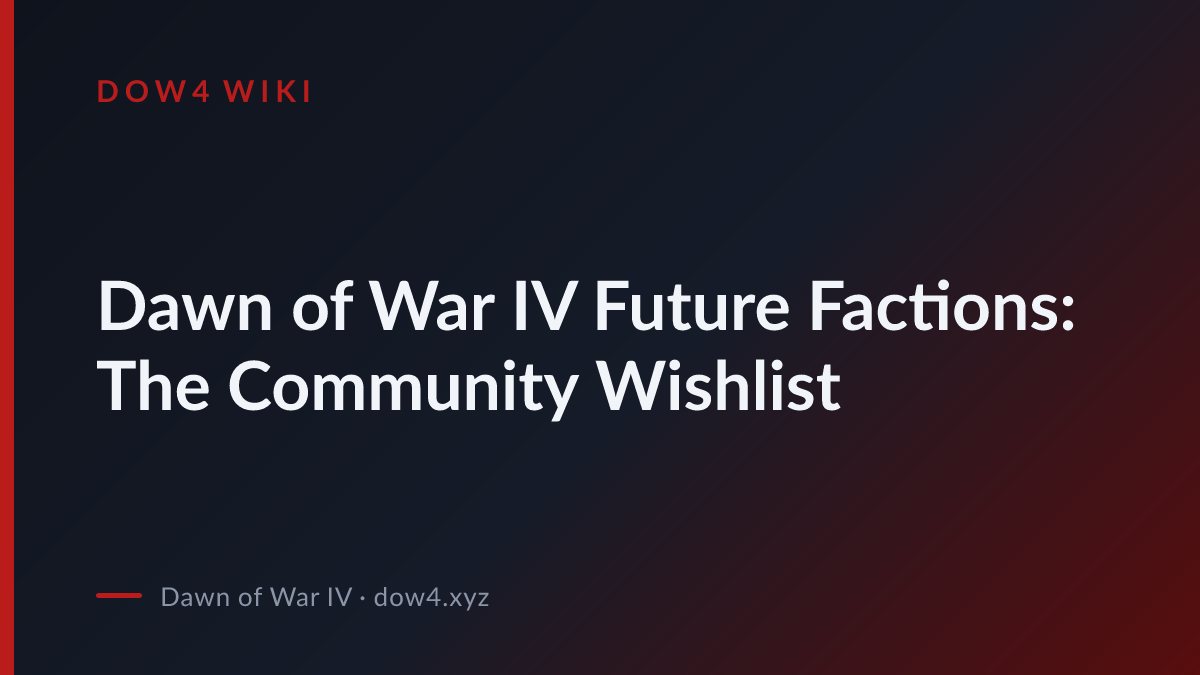 DOW4 WIKI
Dawn of War IV Future Factions:
The Community Wishlist
Dawn of War IV · dow4.xyz